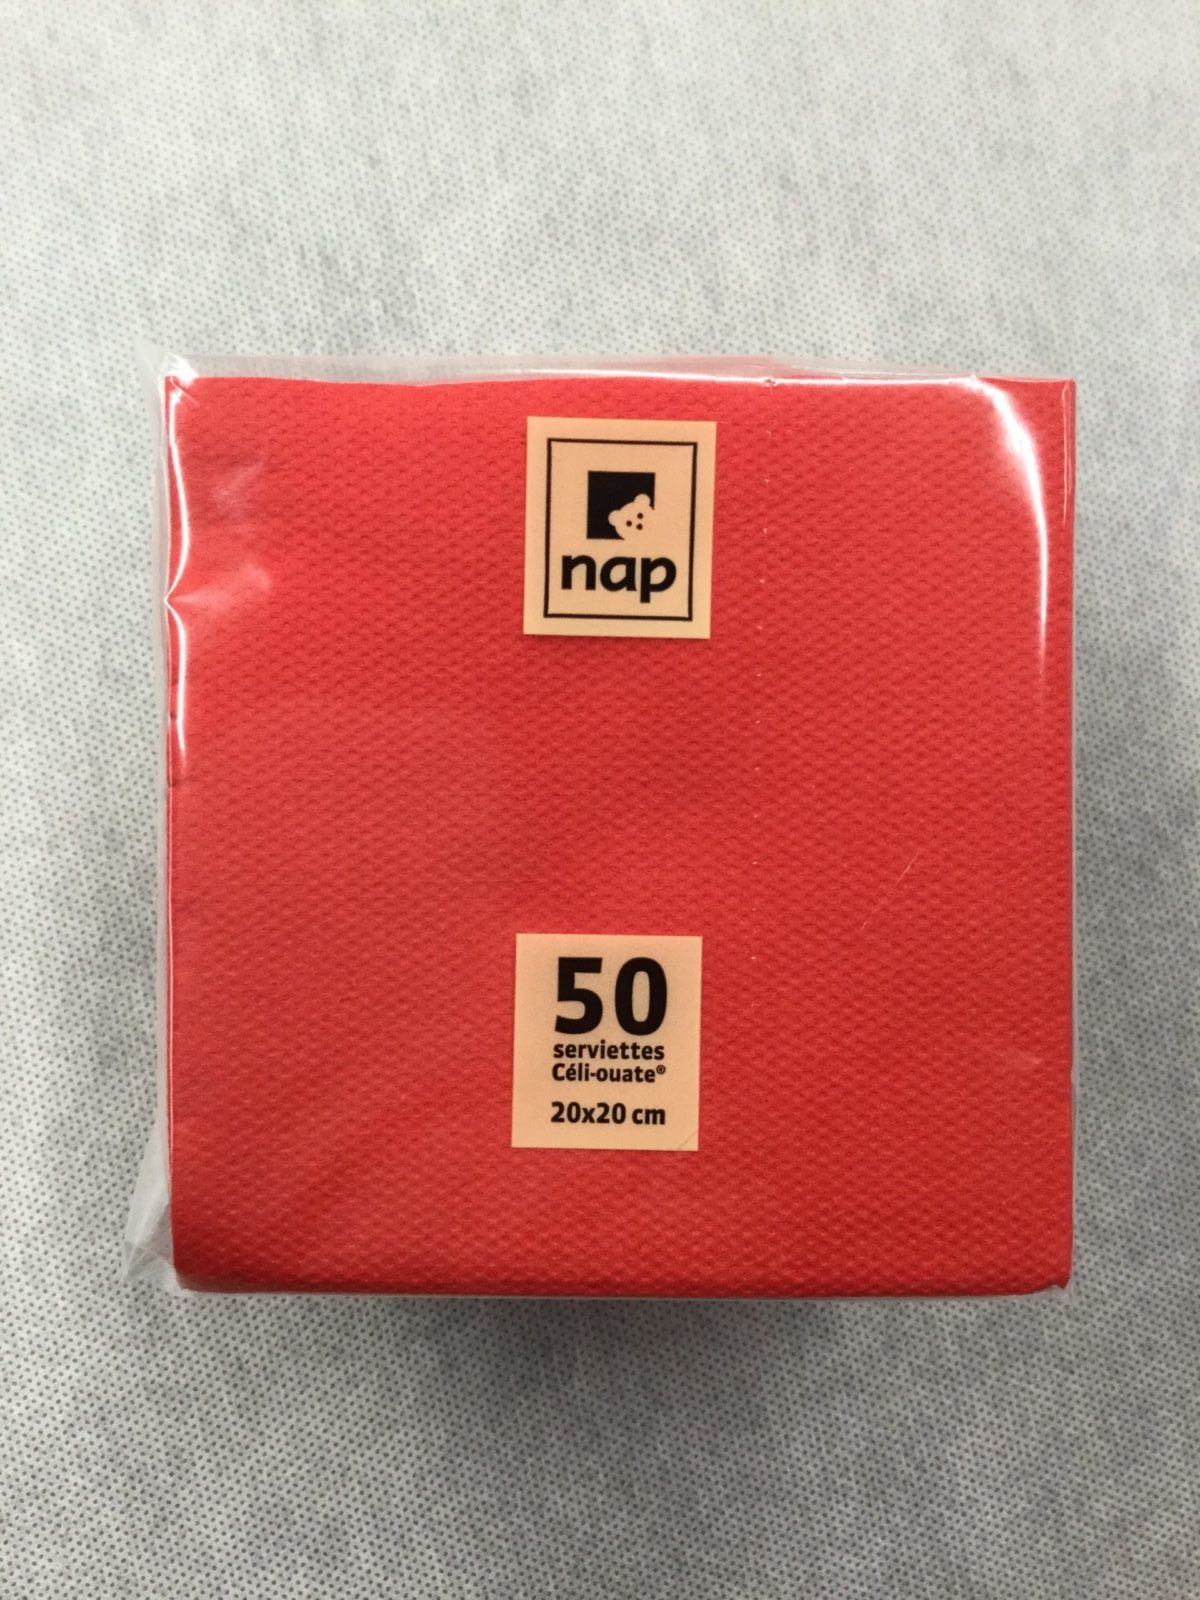 nap
50
serviettes
Céli-ouate®
20x20 cm